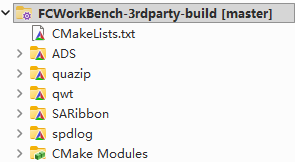 FCWorkBench-3rdparty-build [master]
CMakeLists.txt
ADS
quazip
qwt
SARibbon
spdlog
CMake Modules